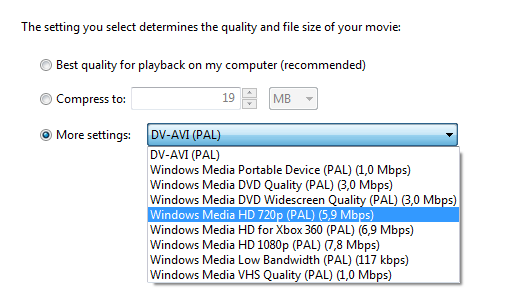 The setting you select determines the quality and file size of your movie:
Best quality for playback on my computer (recommended)
Compress to: 19 MB
More settings: DV-AVI (PAL)
DV-AVI (PAL)
Windows Media Portable Device (PAL) (1,0 Mbps)
Windows Media DVD Quality (PAL) (3,0 Mbps)
Windows Media DVD Widescreen Quality (PAL) (3,0 Mbps)
Windows Media HD 720p (PAL) (5,9 Mbps)
Windows Media HD for Xbox 360 (PAL) (6,9 Mbps)
Windows Media HD 1080p (PAL) (7,8 Mbps)
Windows Media Low Bandwidth (PAL) (117 kbps)
Windows Media VHS Quality (PAL) (1,0 Mbps)